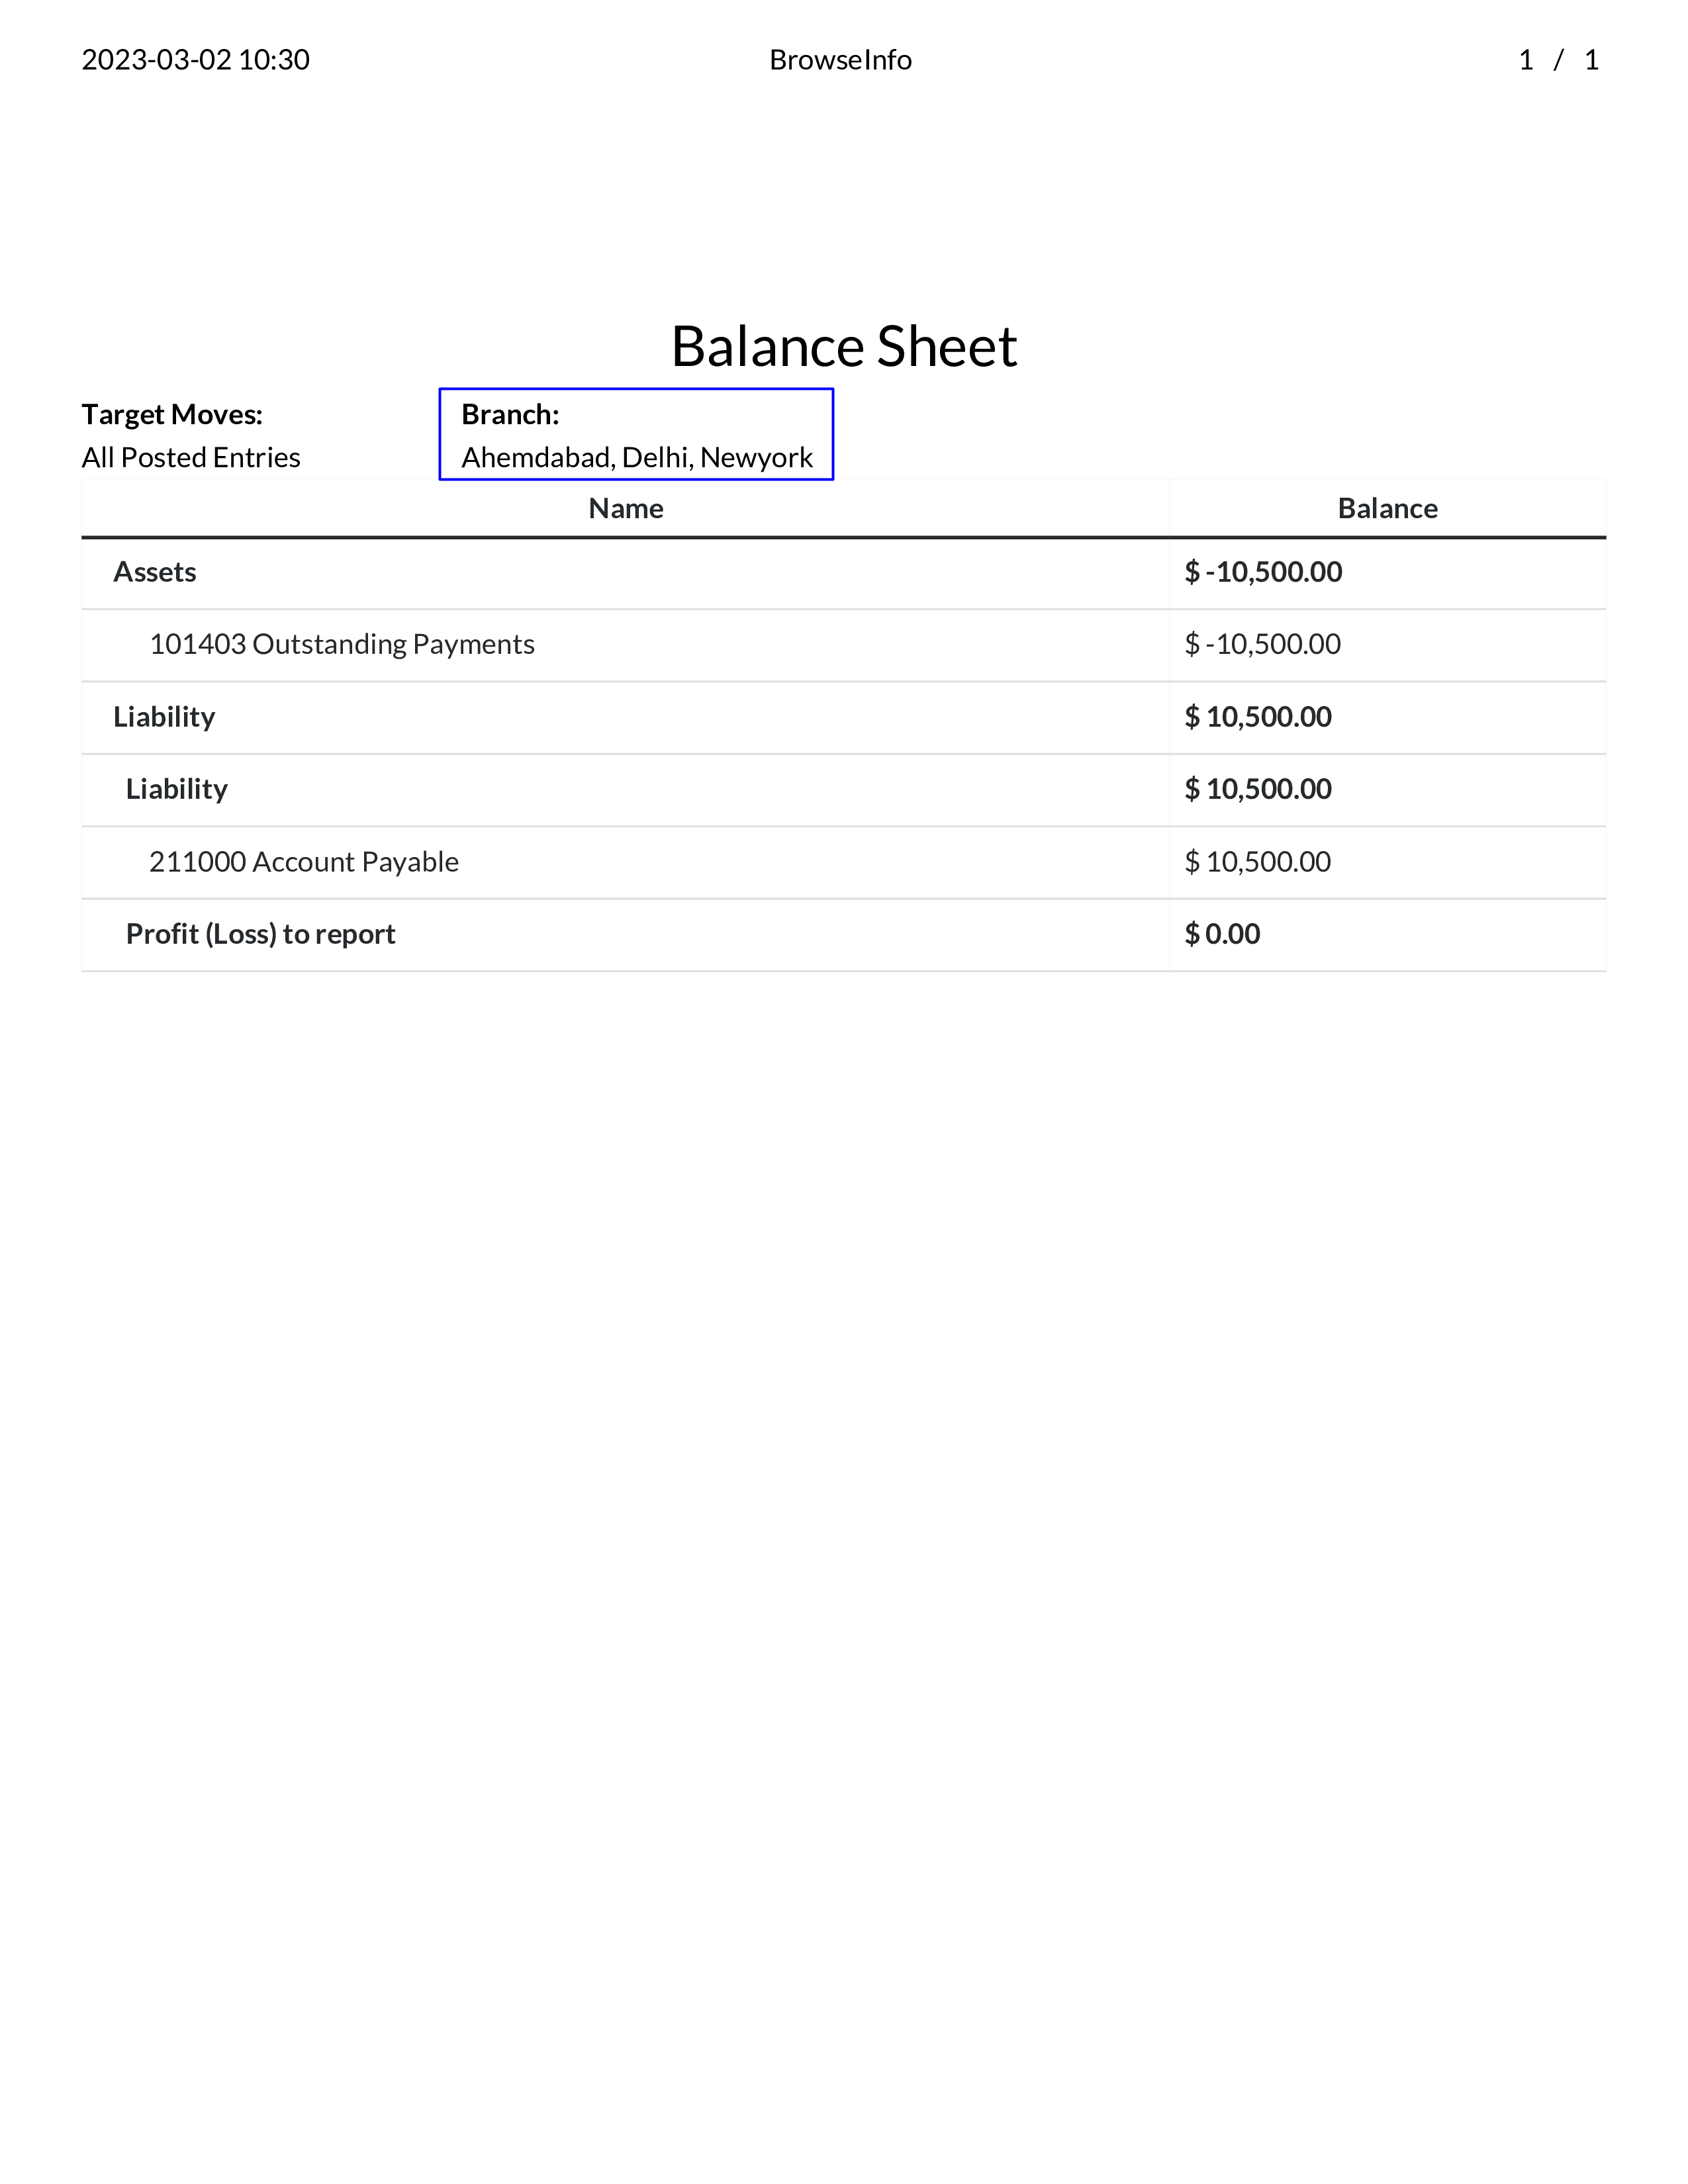 2023-03-02 10:30 BrowseInfo 1 / 1
Balance Sheet
Target Moves: Branch:
All Posted Entries Ahemdabad, Delhi, Newyork
Name Balance
Assets $ -10,500.00
101403 Outstanding Payments $ -10,500.00
Liability $ 10,500.00
Liability $ 10,500.00
211000 Account Payable $ 10,500.00
Profit (Loss) to report $ 0.00